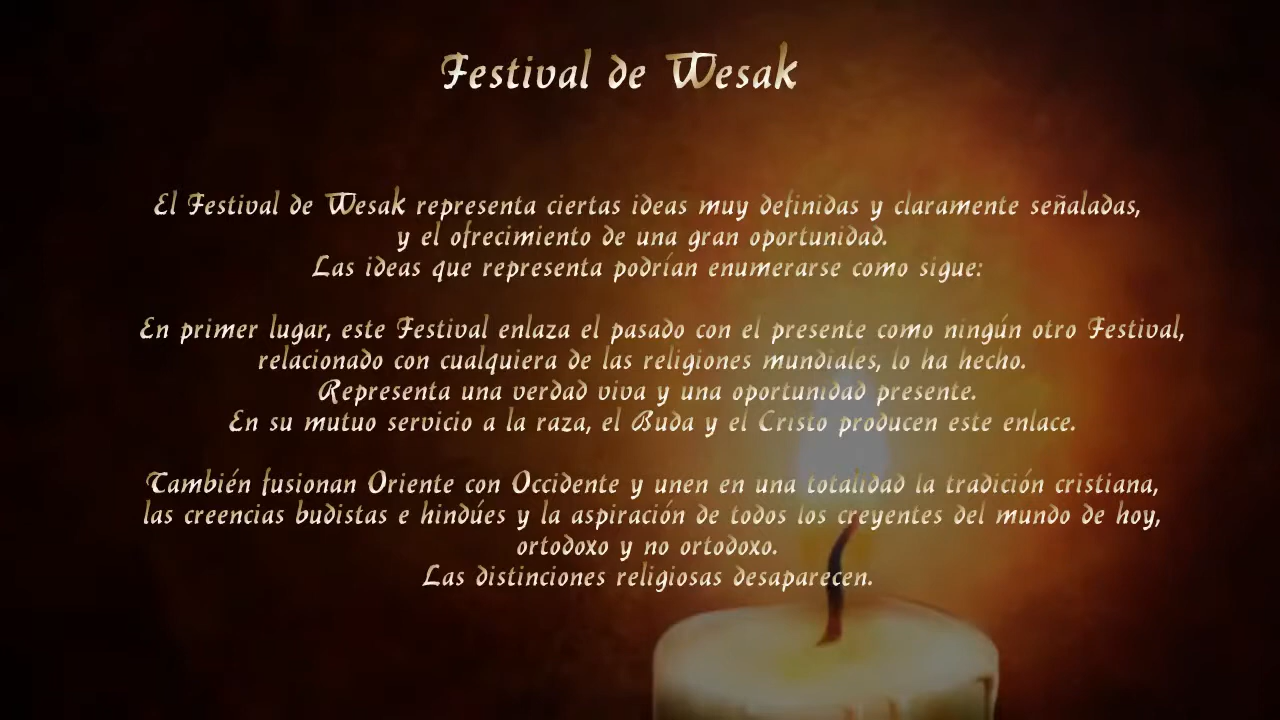 Festival de Wesak
El Festival de Wesak representa ciertas ideas muy definidas y claramente señaladas,
y el ofrecimiento de una gran oportunidad.
Las ideas que representa podrían enumerarse como sigue:
En primer lugar, este Festival enlaza el pasado con el presente como ningún otro Festival,
relacionado con cualquiera de las religiones mundiales, lo ha hecho.
Representa una verdad viva y una oportunidad presente.
En su mutuo servicio a la raza, el Buda y el Cristo producen este enlace.
También fusionan Oriente con Occidente y unen en una totalidad la tradición cristiana,
las creencias budistas e hindúes y la aspiración de todos los creyentes del mundo de hoy,
ortodoxo y no ortodoxo.
Las distinciones religiosas desaparecen.